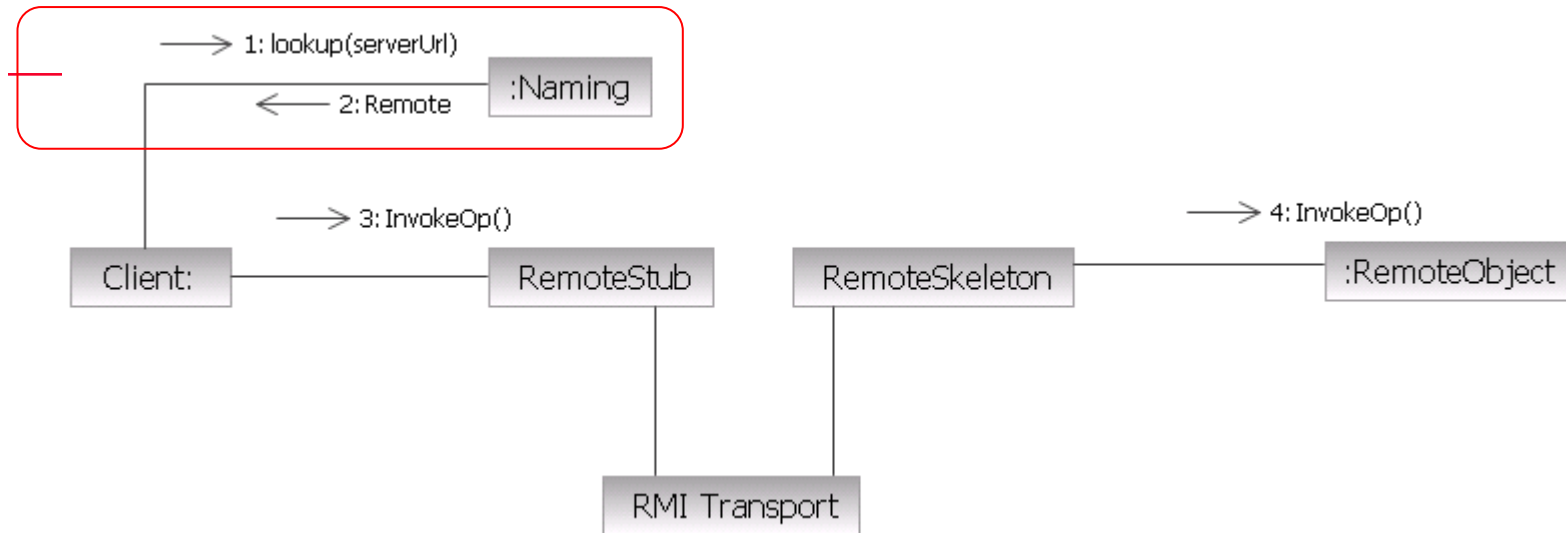 1: lookup(serverUrl)
:Naming
2: Remote
3: InvokeOp()
4: InvokeOp()
Client:
RemoteStub
RemoteSkeleton
:RemoteObject
RMI Transport